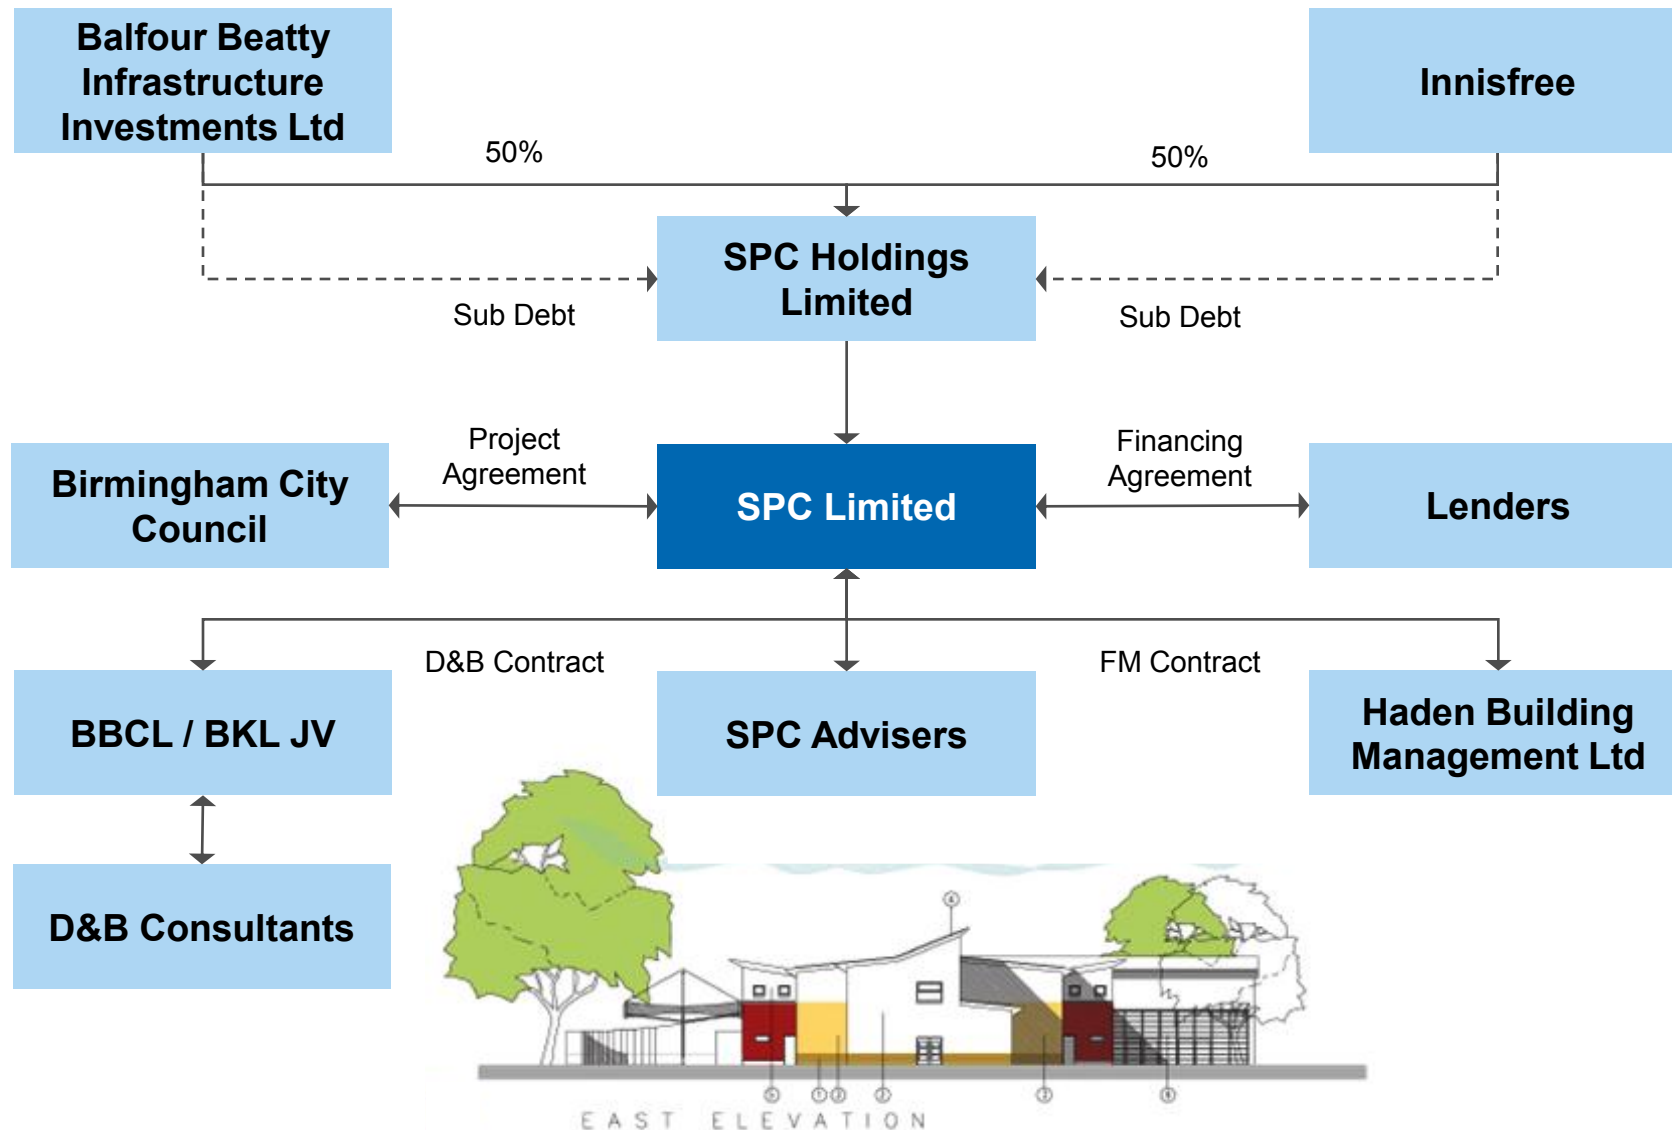 Balfour Beatty
Infrastructure
Investments Ltd
Innisfree
50%
50%
SPC Holdings
Limited
Sub Debt
Sub Debt
Project
Agreement
Financing
Agreement
Birmingham City
Council
SPC Limited
Lenders
D&B Contract
FM Contract
BBCL / BKL JV
SPC Advisers
Haden Building
Management Ltd
D&B Consultants
EAST ELEVATION